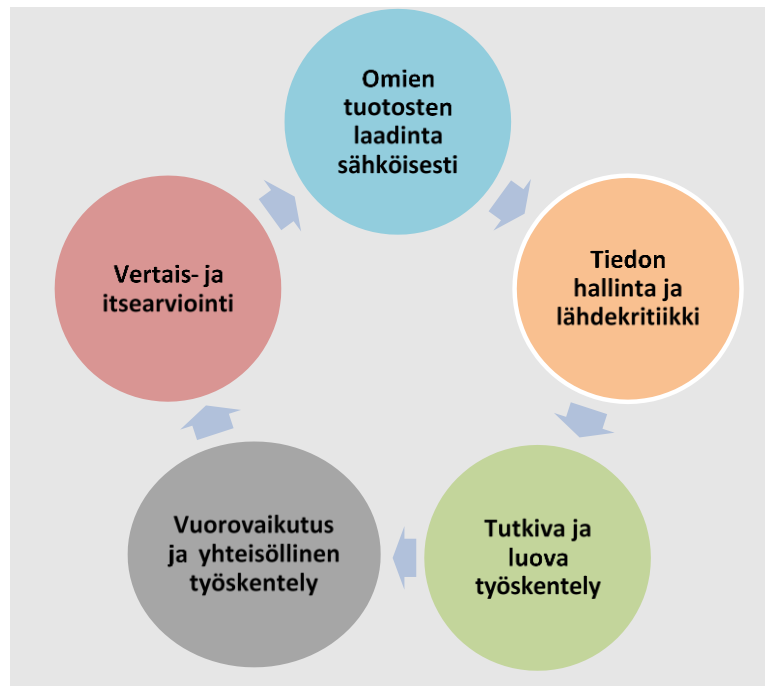 Omien
tuotosten
laadinta
sähköisesti
Tiedon
hallinta ja
lähdekritiikki
Tutkiva ja
luova
työskentely
Vuorovaikutus
ja yhteisöllinen
työskentely
Vertais- ja
itsearviointi